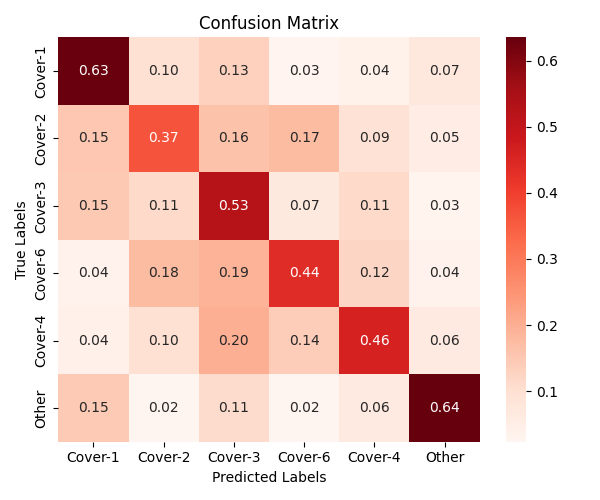 Confusion Matrix
True Labels
Cover-1 0.63 0.10 0.13 0.03 0.04 0.07
Cover-2 0.15 0.37 0.16 0.17 0.09 0.05
Cover-3 0.15 0.11 0.53 0.07 0.11 0.03
Cover-6 0.04 0.18 0.19 0.44 0.12 0.04
Cover-4 0.04 0.10 0.20 0.14 0.46 0.06
Other 0.15 0.02 0.11 0.02 0.06 0.64
Cover-1 Cover-2 Cover-3 Cover-6 Cover-4 Other
Predicted Labels
0.6
0.5
0.4
0.3
0.2
0.1